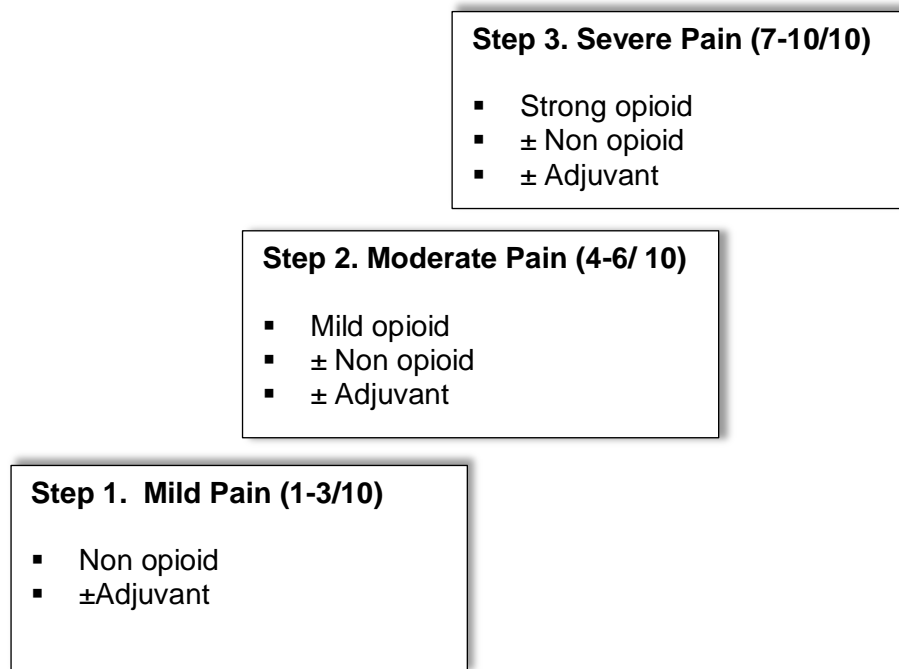 Step 3. Severe Pain (7-10/10)
▪ Strong opioid
▪ ± Non opioid
▪ ± Adjuvant
Step 2. Moderate Pain (4-6/ 10)
▪ Mild opioid
▪ ± Non opioid
▪ ± Adjuvant
Step 1.  Mild Pain (1-3/10)
▪ Non opioid
▪ ±Adjuvant